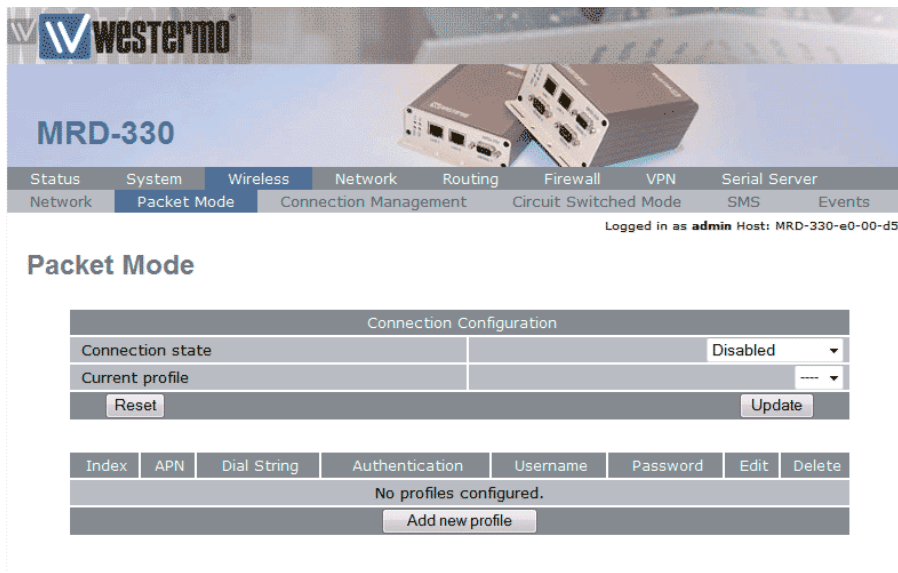 westermo
MRD-330
Status System Wireless Network Routing Firewall VPN Serial Server
Network Packet Mode Connection Management Circuit Switched Mode SMS Events
Logged in as admin Host: MRD-330-e0-00-d5
Packet Mode
Connection Configuration
Connection state Disabled
Current profile ----
Reset Update
Index APN Dial String Authentication Username Password Edit Delete
No profiles configured.
Add new profile